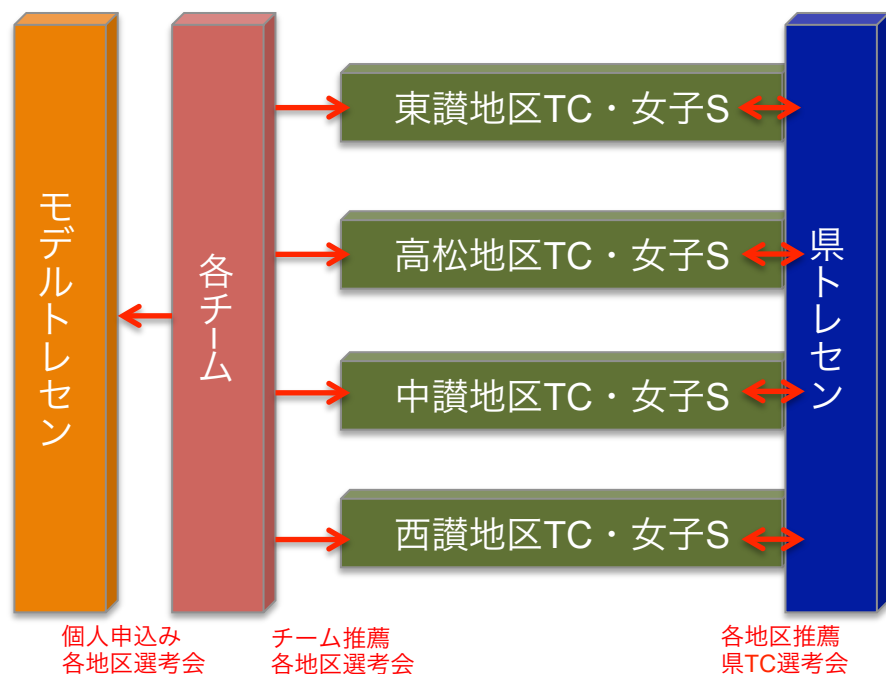 モデルトレセン
各チーム
東讃地区TC・女子S
高松地区TC・女子S
中讃地区TC・女子S
西讃地区TC・女子S
県トレセン
個人申込み
各地区選考会
チーム推薦
各地区選考会
各地区推薦
県TC選考会